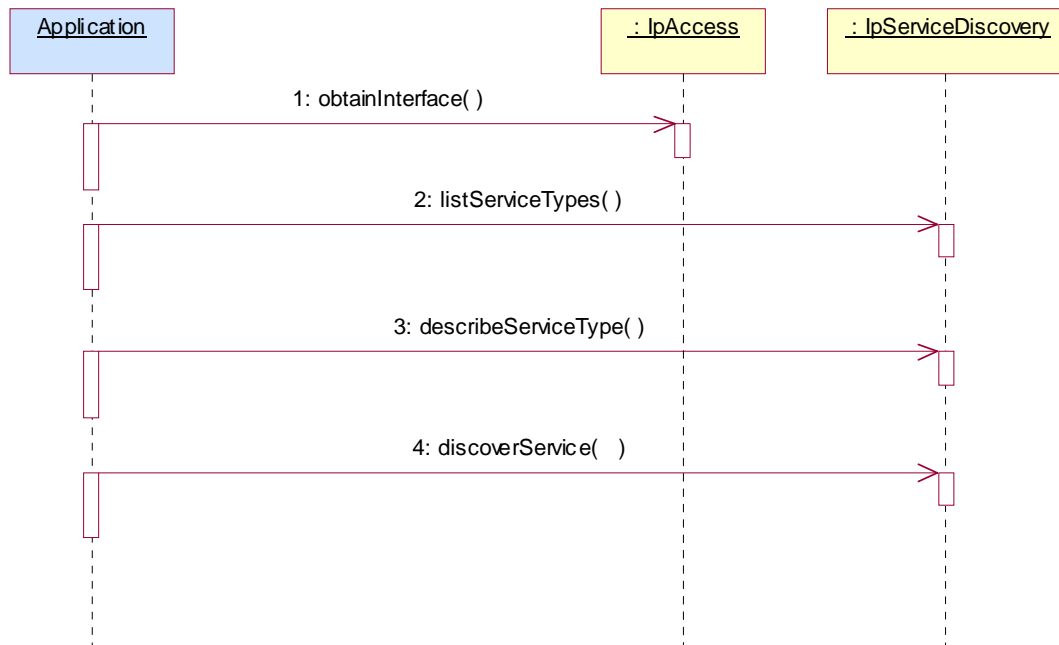 Application
: IpAccess
: IpServiceDiscovery
1: obtainInterface( )
2: listServiceTypes( )
3: describeServiceType( )
4: discoverService(   )